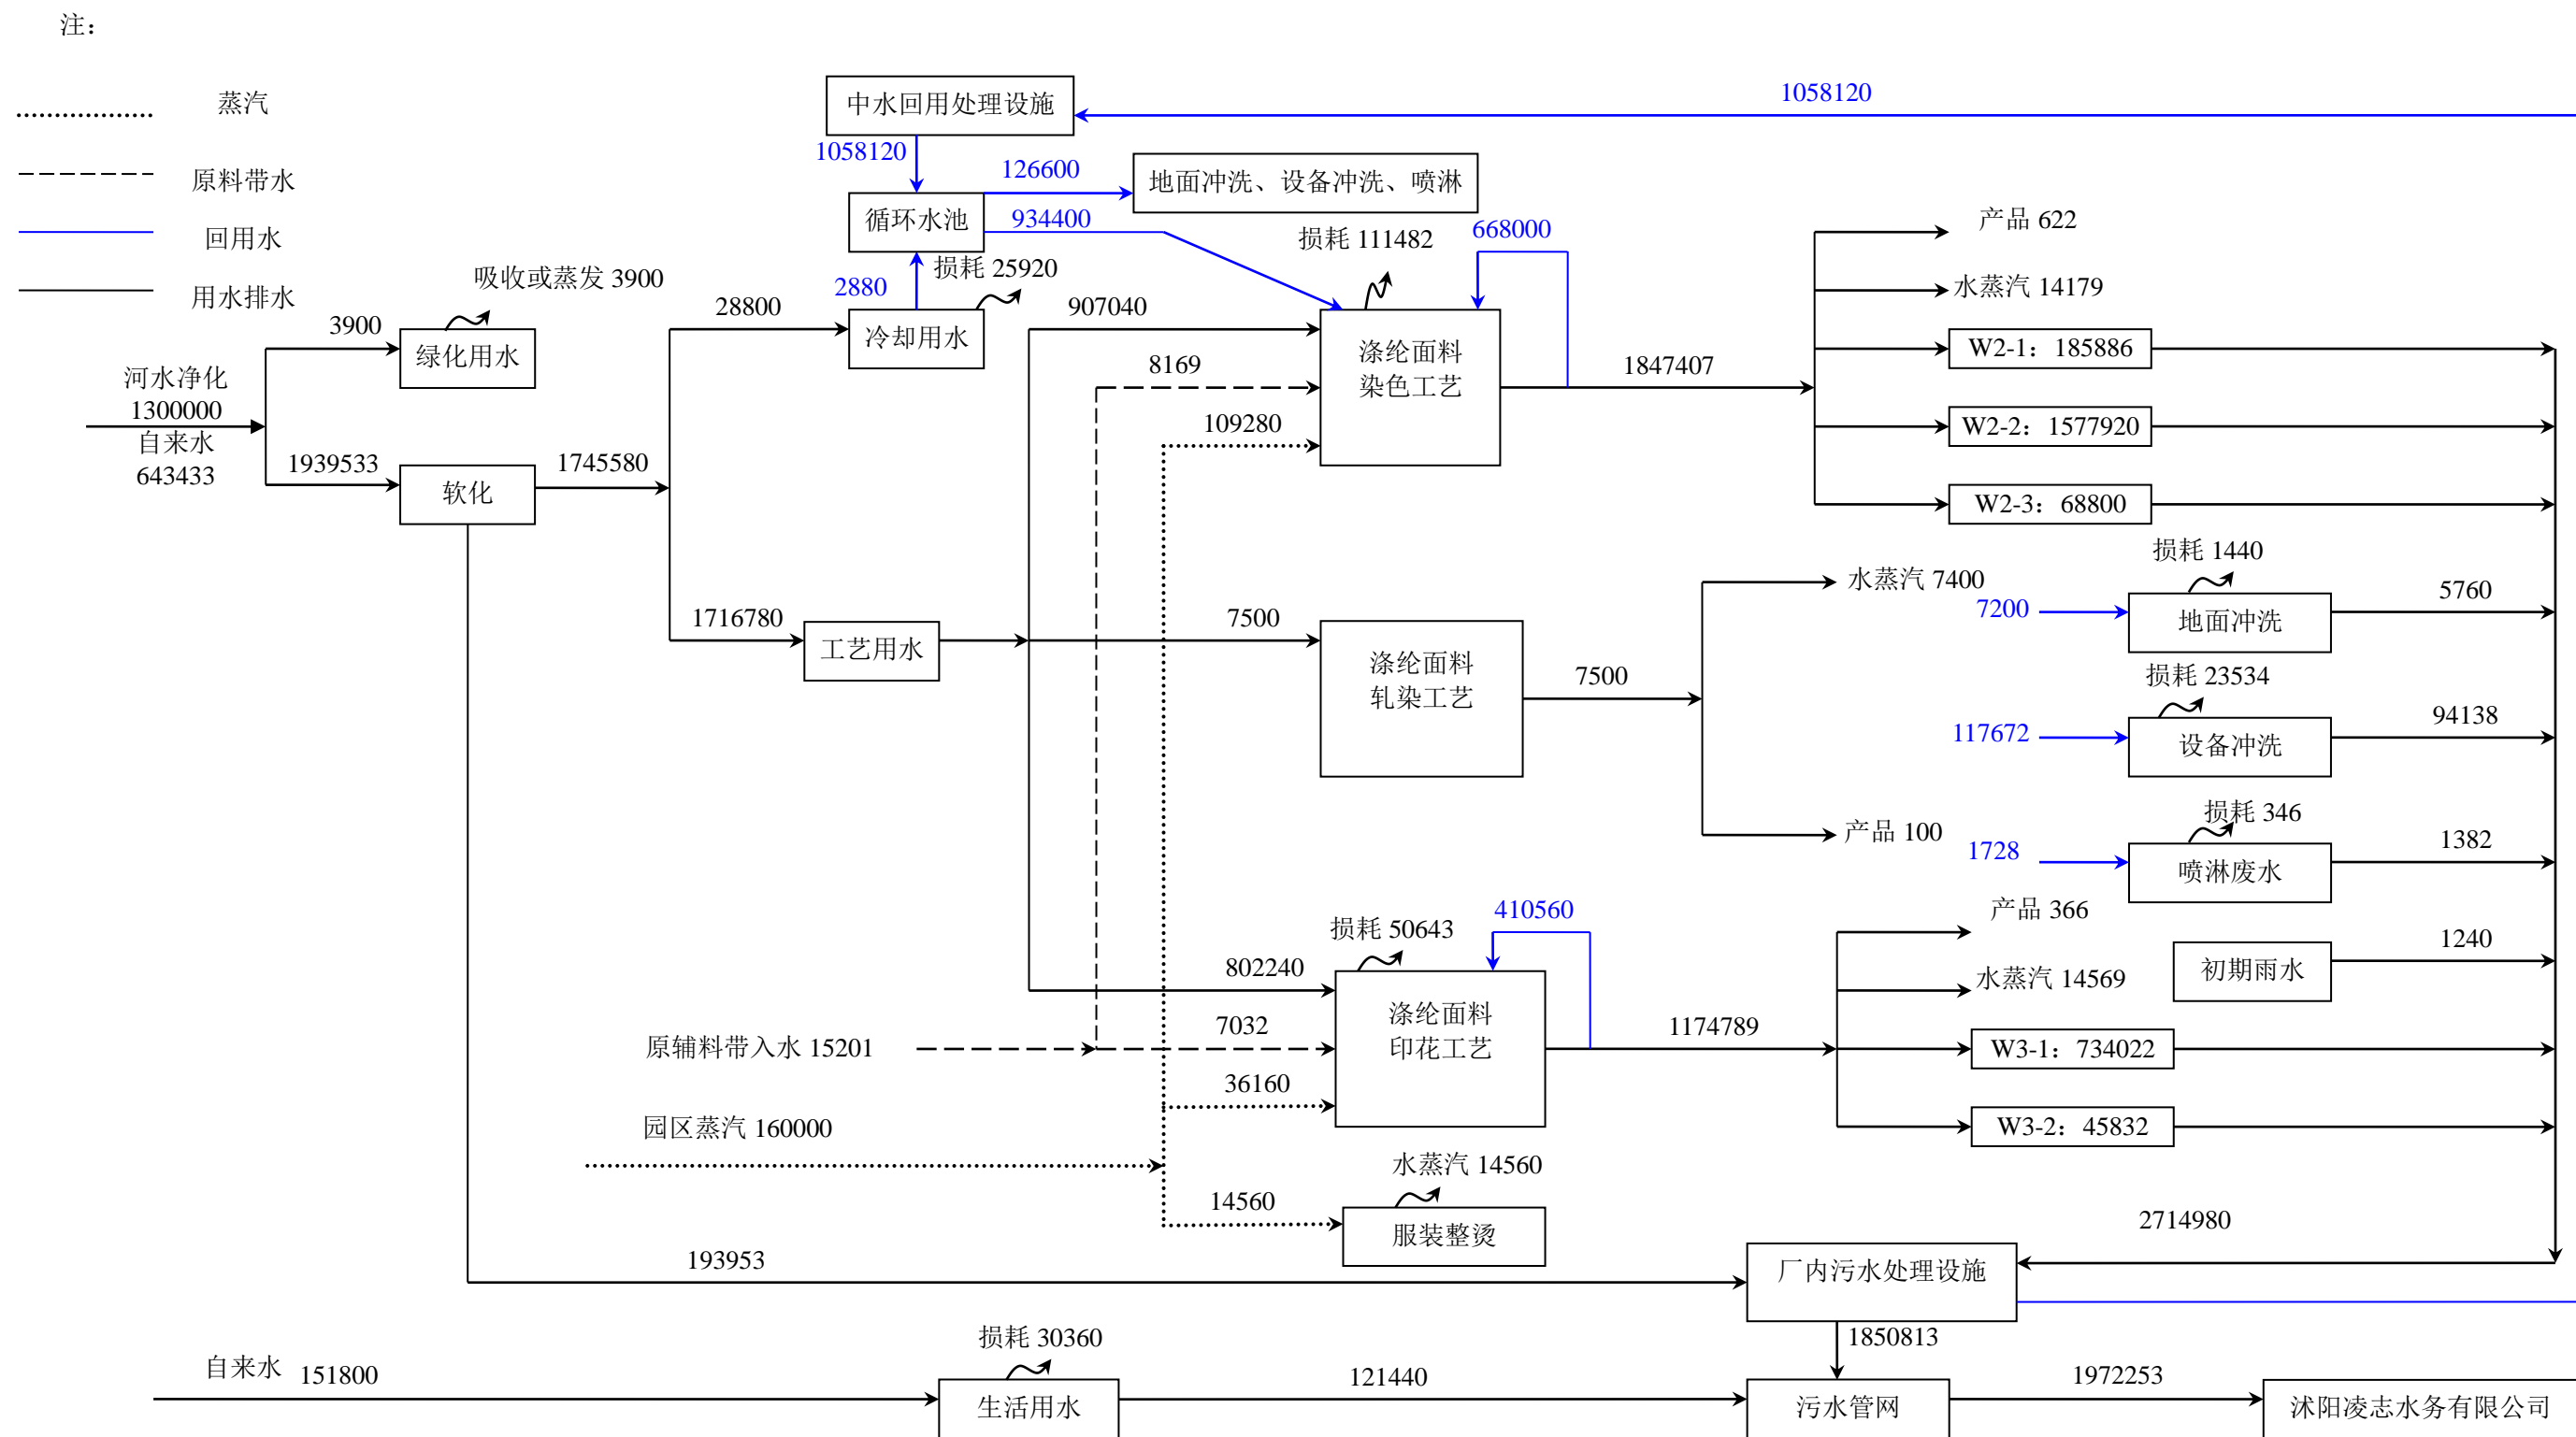 注：
蒸汽
原料带水
回用水
用水排水
中水回用处理设施
1058120
1058120
126600
地面冲洗、设备冲洗、喷淋
循环水池
934400
2880
损耗 25920
损耗 111482
668000
吸收或蒸发 3900
3900
绿化用水
28800
冷却用水
907040
8169
109280
涤纶面料
染色工艺
1847407
产品 622
水蒸汽 14179
W2-1：185886
W2-2：1577920
W2-3：68800
河水净化
1300000
自来水
643433
1939533
软化
1745580
1716780
工艺用水
7500
涤纶面料
轧染工艺
7500
水蒸汽 7400
产品 100
损耗 1440
7200
地面冲洗
5760
损耗 23534
117672
设备冲洗
94138
损耗 346
1728
喷淋废水
1382
初期雨水
1240
损耗 50643
410560
802240
7032
36160
涤纶面料
印花工艺
1174789
产品 366
水蒸汽 14569
W3-1：734022
W3-2：45832
原辅料带入水 15201
园区蒸汽 160000
水蒸汽 14560
14560
服装整烫
193953
2714980
厂内污水处理设施
1850813
自来水 151800
损耗 30360
生活用水
121440
污水管网
1972253
沭阳凌志水务有限公司